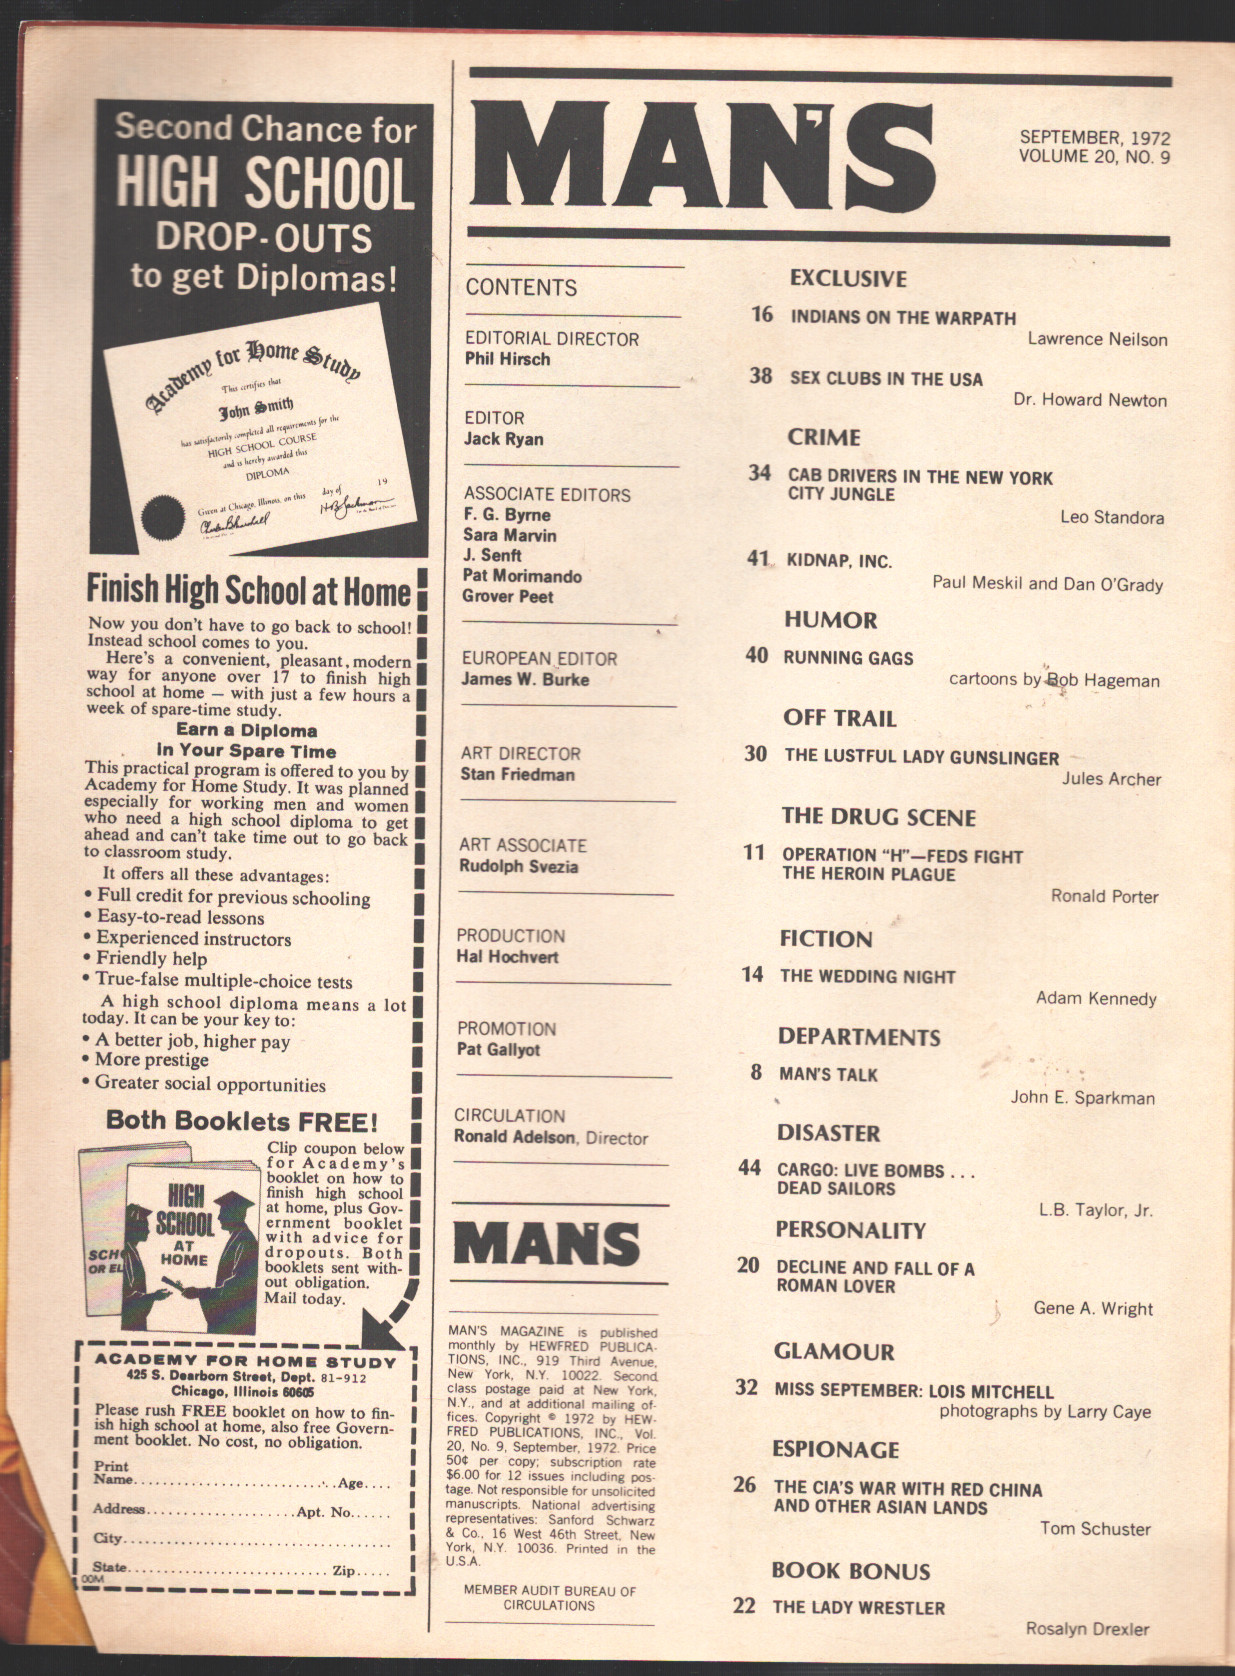 Second Chance for
HIGH SCHOOL
DROP-OUTS
to get Diplomas!
Academy for Home Study
This certifies that
John Smith
has satisfactorily completed all requirements for the
HIGH SCHOOL COURSE
and is hereby awarded this
DIPLOMA
Given at Chicago, Illinois, on this day of 19
Finish High School at Home
Now you don't have to go back to school!
Instead school comes to you.
Here's a convenient, pleasant, modern
way for anyone over 17 to finish high
school at home — with just a few hours a
week of spare-time study.
Earn a Diploma
in Your Spare Time
This practical program is offered to you by
Academy for Home Study. It was planned
especially for working men and women
who need a high school diploma to get
ahead and can't take time out to go back
to classroom study.
It offers all these advantages:
• Full credit for previous schooling
• Easy-to-read lessons
• Experienced instructors
• Friendly help
• True-false multiple-choice tests
A high school diploma means a lot
today. It can be your key to:
• A better job, higher pay
• More prestige
• Greater social opportunities
Both Booklets FREE!
SCH
OR EL
HIGH
SCHOOL
AT
HOME
Clip coupon below
for Academy's
booklet on how to
finish high school
at home, plus Gov-
ernment booklet
with advice for
dropouts. Both
booklets sent with-
out obligation.
Mail today.
ACADEMY FOR HOME STUDY
425 S. Dearborn Street, Dept. 81-912
Chicago, Illinois 60605
Please rush FREE booklet on how to fin-
ish high school at home, also free Govern-
ment booklet. No cost, no obligation.
Print
Name..............................Age....
Address....................Apt. No......
City....................................
State............................Zip.....
00M
MAN'S
SEPTEMBER, 1972
VOLUME 20, NO. 9
CONTENTS
EDITORIAL DIRECTOR
Phil Hirsch
EDITOR
Jack Ryan
ASSOCIATE EDITORS
F. G. Byrne
Sara Marvin
J. Senft
Pat Morimando
Grover Peet
EUROPEAN EDITOR
James W. Burke
ART DIRECTOR
Stan Friedman
ART ASSOCIATE
Rudolph Svezia
PRODUCTION
Hal Hochvert
PROMOTION
Pat Gallyot
CIRCULATION
Ronald Adelson, Director
MAN'S
MAN'S MAGAZINE is published
monthly by HEWFRED PUBLICA-
TIONS, INC., 919 Third Avenue,
New York, N.Y. 10022. Second
class postage paid at New York,
N.Y., and at additional mailing of-
fices. Copyright © 1972 by HEW-
FRED PUBLICATIONS, INC., Vol.
20, No. 9, September, 1972. Price
50¢ per copy; subscription rate
$6.00 for 12 issues including pos-
tage. Not responsible for unsolicited
manuscripts. National advertising
representatives: Sanford Schwarz
& Co., 16 West 46th Street, New
York, N.Y. 10036. Printed in the
U.S.A.
MEMBER AUDIT BUREAU OF
CIRCULATIONS
EXCLUSIVE
16 INDIANS ON THE WARPATH
Lawrence Neilson
38 SEX CLUBS IN THE USA
Dr. Howard Newton
CRIME
34 CAB DRIVERS IN THE NEW YORK
CITY JUNGLE
Leo Standora
41 KIDNAP, INC.
Paul Meskil and Dan O'Grady
HUMOR
40 RUNNING GAGS
cartoons by Bob Hageman
OFF TRAIL
30 THE LUSTFUL LADY GUNSLINGER
Jules Archer
THE DRUG SCENE
11 OPERATION "H"—FEDS FIGHT
THE HEROIN PLAGUE
Ronald Porter
FICTION
14 THE WEDDING NIGHT
Adam Kennedy
DEPARTMENTS
8 MAN'S TALK
John E. Sparkman
DISASTER
44 CARGO: LIVE BOMBS . . .
DEAD SAILORS
L.B. Taylor, Jr.
PERSONALITY
20 DECLINE AND FALL OF A
ROMAN LOVER
Gene A. Wright
GLAMOUR
32 MISS SEPTEMBER: LOIS MITCHELL
photographs by Larry Caye
ESPIONAGE
26 THE CIA'S WAR WITH RED CHINA
AND OTHER ASIAN LANDS
Tom Schuster
BOOK BONUS
22 THE LADY WRESTLER
Rosalyn Drexler